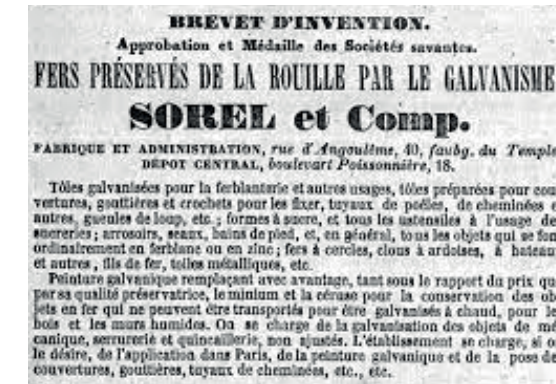 BREVET D'INVENTION.
Approbation et Médaille des Sociétés savantes.
FERS PRÉSERVÉS DE LA ROUILLE PAR LE GALVANISME
SOREL et Comp.
FABRIQUE ET ADMINISTRATION, rue d'Angoulême, 40, faubg. du Temple
DÉPOT CENTRAL, boulevart Poissonnière, 18.
Tôles galvanisées pour la ferblanterie et autres usages, tôles préparées pour cou
vertures, gouttières et crochets pour les fixer, tuyaux de poêles, de cheminées e
autres, gueules de loup, etc.; formes à sucre, et tous les ustensiles à l'usage de
sucreries; arrosoirs, seaux, bains de pied, et, en général, tous les objets qui se fon
ordinairement en ferblanc ou en zinc; fers à cercles, clous à ardoises, à bateau
et autres, fils de fer, toiles métalliques, etc.
Peinture galvanique remplaçant avec avantage, tant sous le rapport du prix que
par sa qualité préservatrice, le minium et la céruse pour la conservation des ob
jets en fer qui ne peuvent être transportés pour être galvanisés à chaud, pour le
bois et les murs humides. On se charge de la galvanisation des objets de mé
canique, serrurerie et quincaillerie, non ajustés. L'établissement se charge, si o
le désire, de l'application dans Paris, de la peinture galvanique et de la pose de
couvertures, gouttières, tuyaux de cheminées, etc., etc.